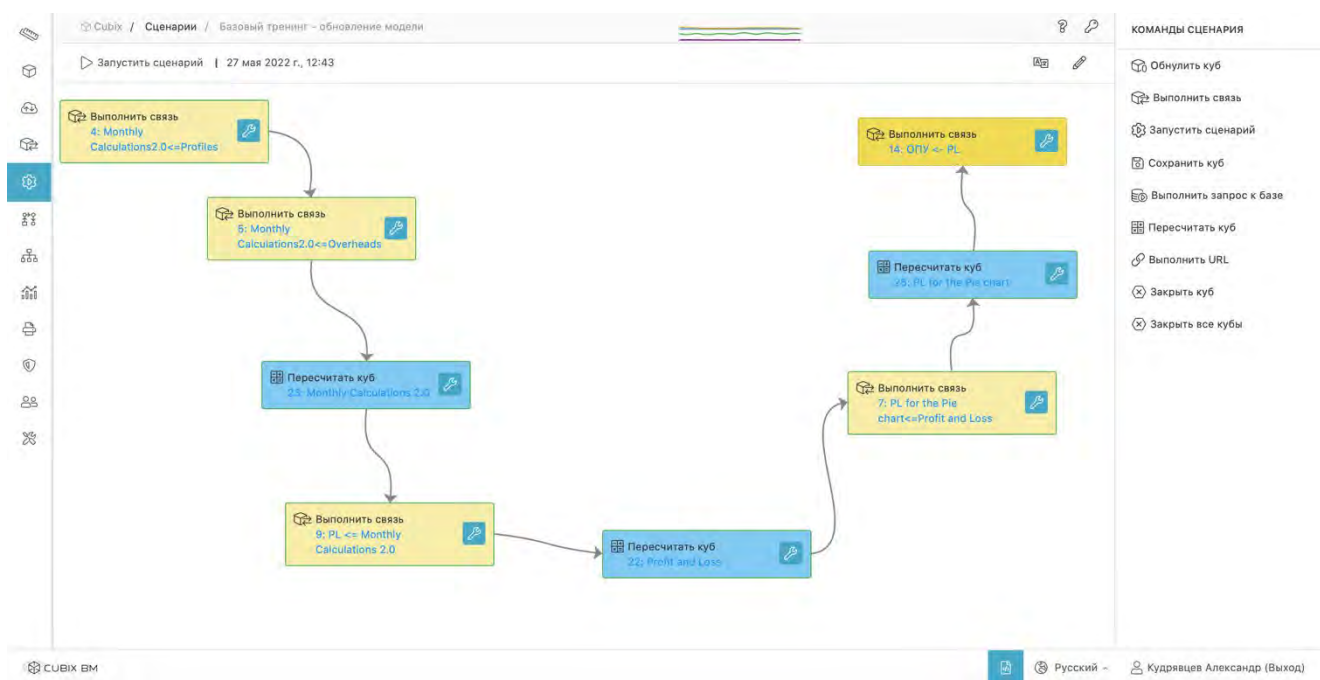 Cubix / Сценарии / Базовый тренинг - обновление модели
КОМАНДЫ СЦЕНАРИЯ
Запустить сценарий | 27 мая 2022 г., 12:43
Обнулить куб
Выполнить связь
Запустить сценарий
Сохранить куб
Выполнить запрос к базе
Пересчитать куб
Выполнить URL
Закрыть куб
Закрыть все кубы
Выполнить связь
4: Monthly
Calculations2.0<=Profiles
Выполнить связь
5: Monthly
Calculations2.0<=Overheads
Пересчитать куб
23: Monthly Calculations 2.0
Выполнить связь
9: PL <= Monthly
Calculations 2.0
Пересчитать куб
22: Profit and Loss
Выполнить связь
7: PL for the Pie
chart<=Profit and Loss
Пересчитать куб
PL for the Pie chart
Выполнить связь
14: ОПУ <- PL
CUBIX BM
Русский -
Кудрявцев Александр (Выход)